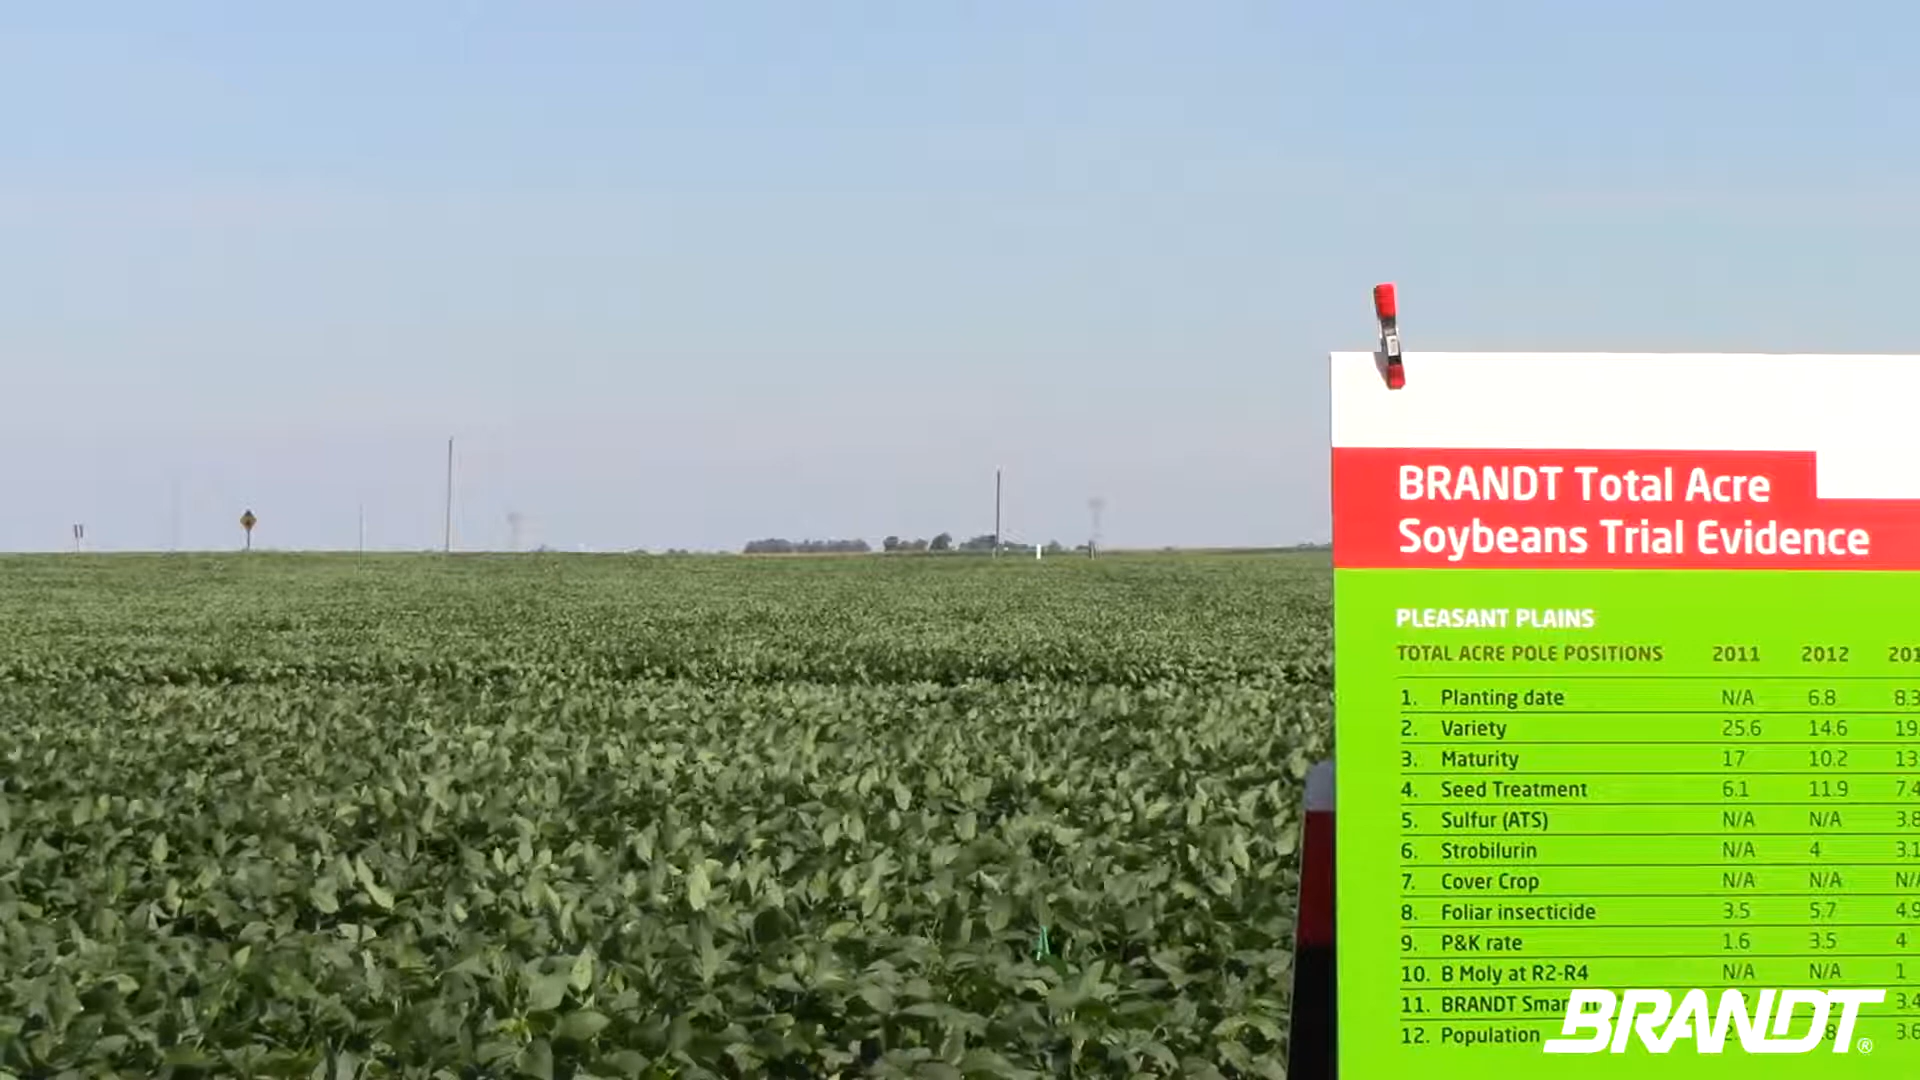 BRANDT Total Acre
Soybeans Trial Evidence
PLEASANT PLAINS
TOTAL ACRE POLE POSITIONS 2011 2012
1. Planting date N/A 6.8
2. Variety 25.6 14.6
3. Maturity 17 10.2
4. Seed Treatment 6.1 11.9
5. Sulfur (ATS) N/A N/A
6. Strobilurin N/A 4
7. Cover Crop N/A N/A
8. Foliar insecticide 3.5 5.7
9. P&K rate 1.6 3.5 4
10. B Moly at R2-R4 N/A N/A 1
11. BRANDT
12. Population
BRANDT®